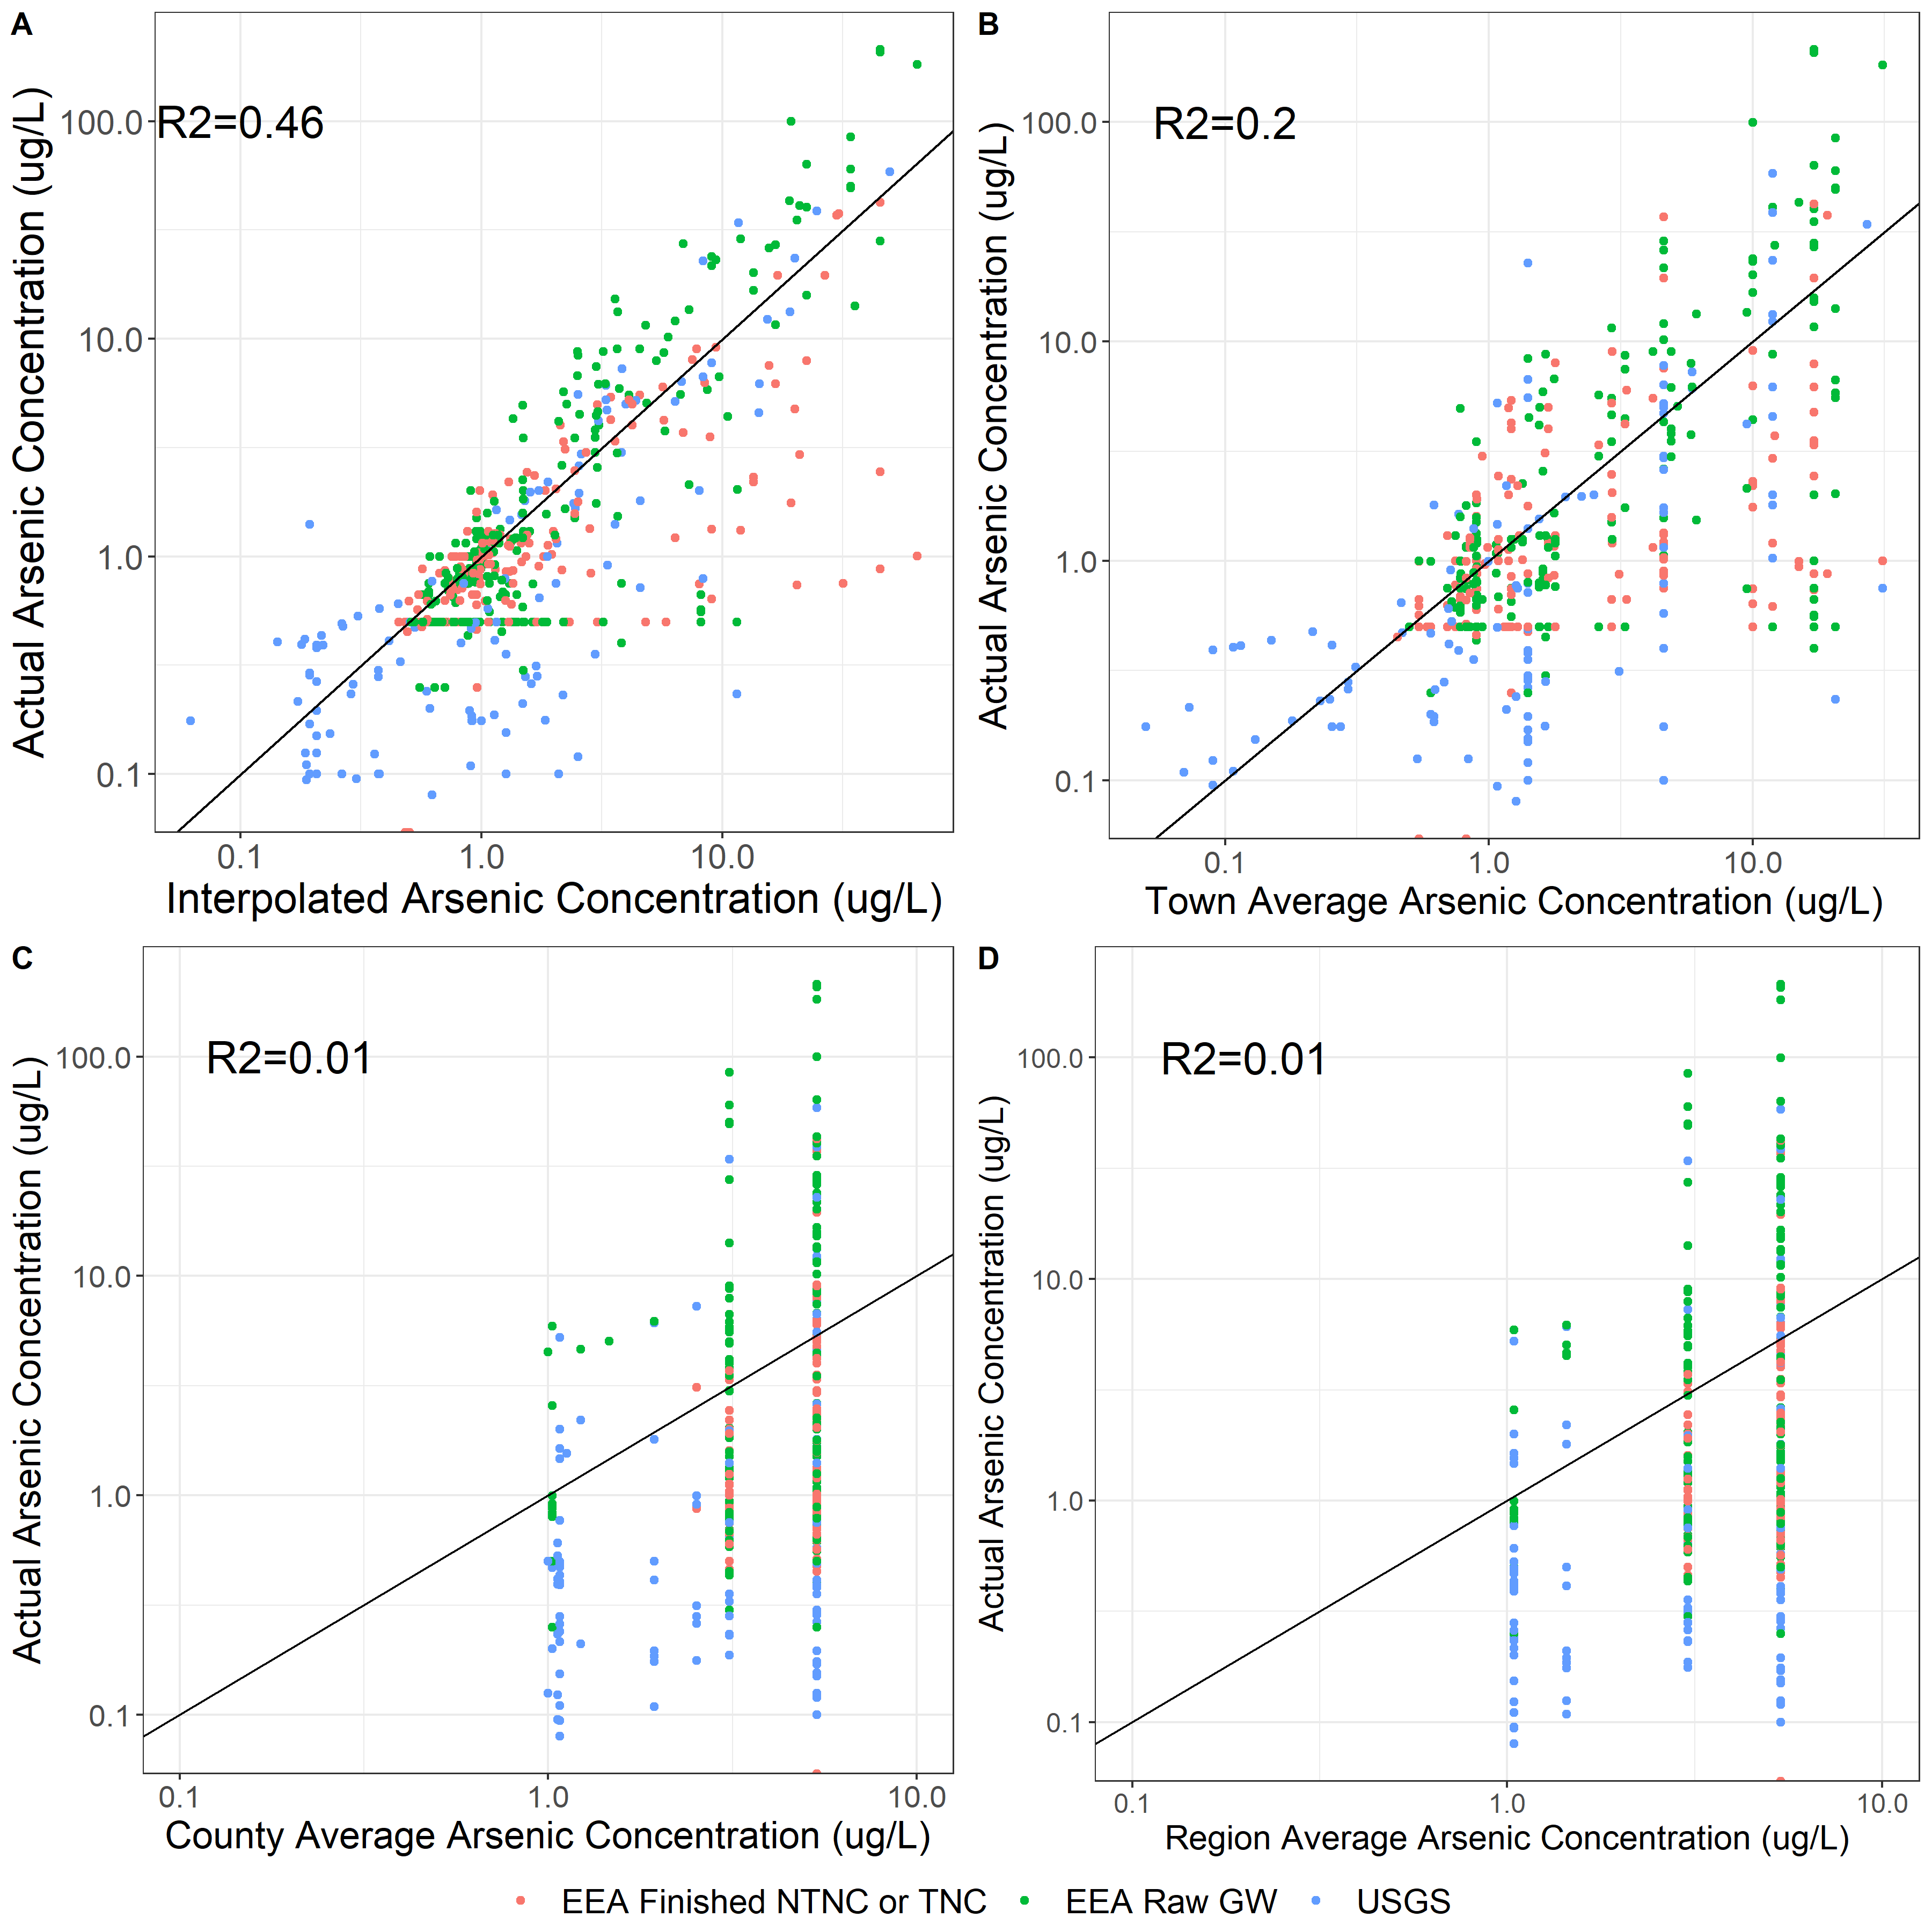 A
R2=0.46
Actual Arsenic Concentration (ug/L)
100.0
10.0
1.0
0.1
0.1 1.0 10.0
Interpolated Arsenic Concentration (ug/L)
B
R2=0.2
Actual Arsenic Concentration (ug/L)
100.0
10.0
1.0
0.1
0.1 1.0 10.0
Town Average Arsenic Concentration (ug/L)
C
R2=0.01
Actual Arsenic Concentration (ug/L)
100.0
10.0
1.0
0.1
0.1 1.0 10.0
County Average Arsenic Concentration (ug/L)
D
R2=0.01
Actual Arsenic Concentration (ug/L)
100.0
10.0
1.0
0.1
0.1 1.0 10.0
Region Average Arsenic Concentration (ug/L)
EEA Finished NTNC or TNC EEA Raw GW USGS